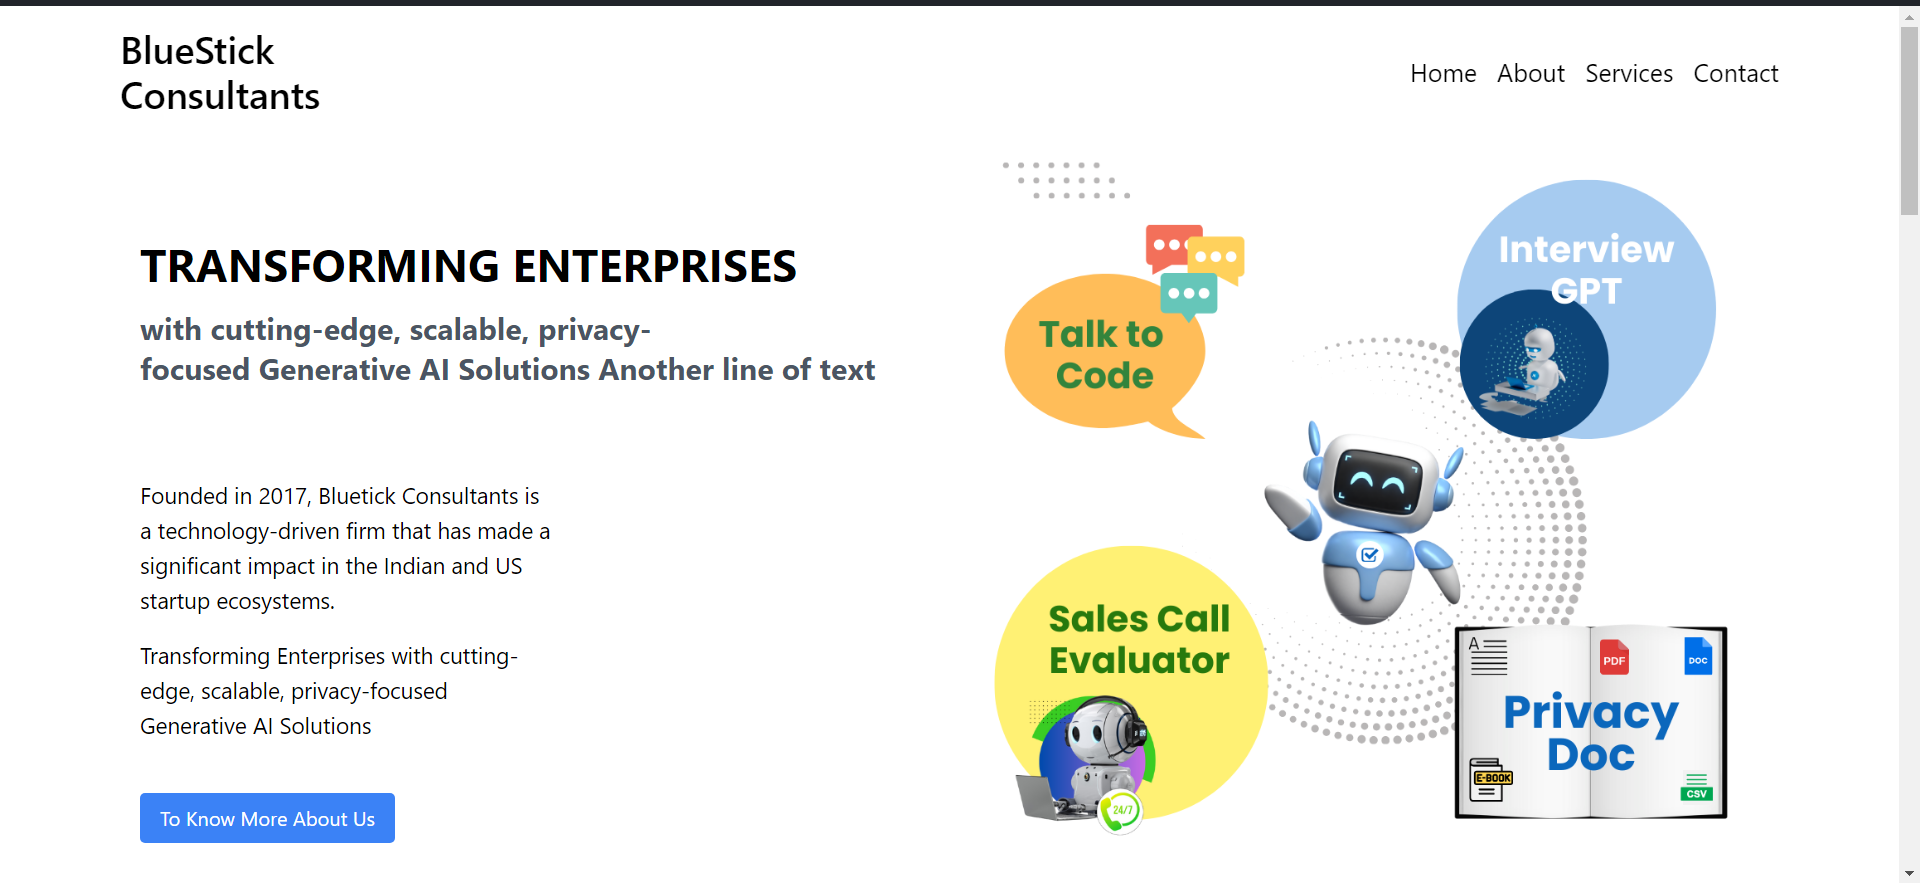 BlueStick
Consultants
Home About Services Contact
TRANSFORMING ENTERPRISES
with cutting-edge, scalable, privacy-
focused Generative AI Solutions Another line of text
Founded in 2017, Bluetick Consultants is
a technology-driven firm that has made a
significant impact in the Indian and US
startup ecosystems.
Transforming Enterprises with cutting-
edge, scalable, privacy-focused
Generative AI Solutions
To Know More About Us
Talk to
Code
Interview
GPT
Sales Call
Evaluator
24/7
A
PDF
DOC
Privacy
Doc
E-BOOK
CSV